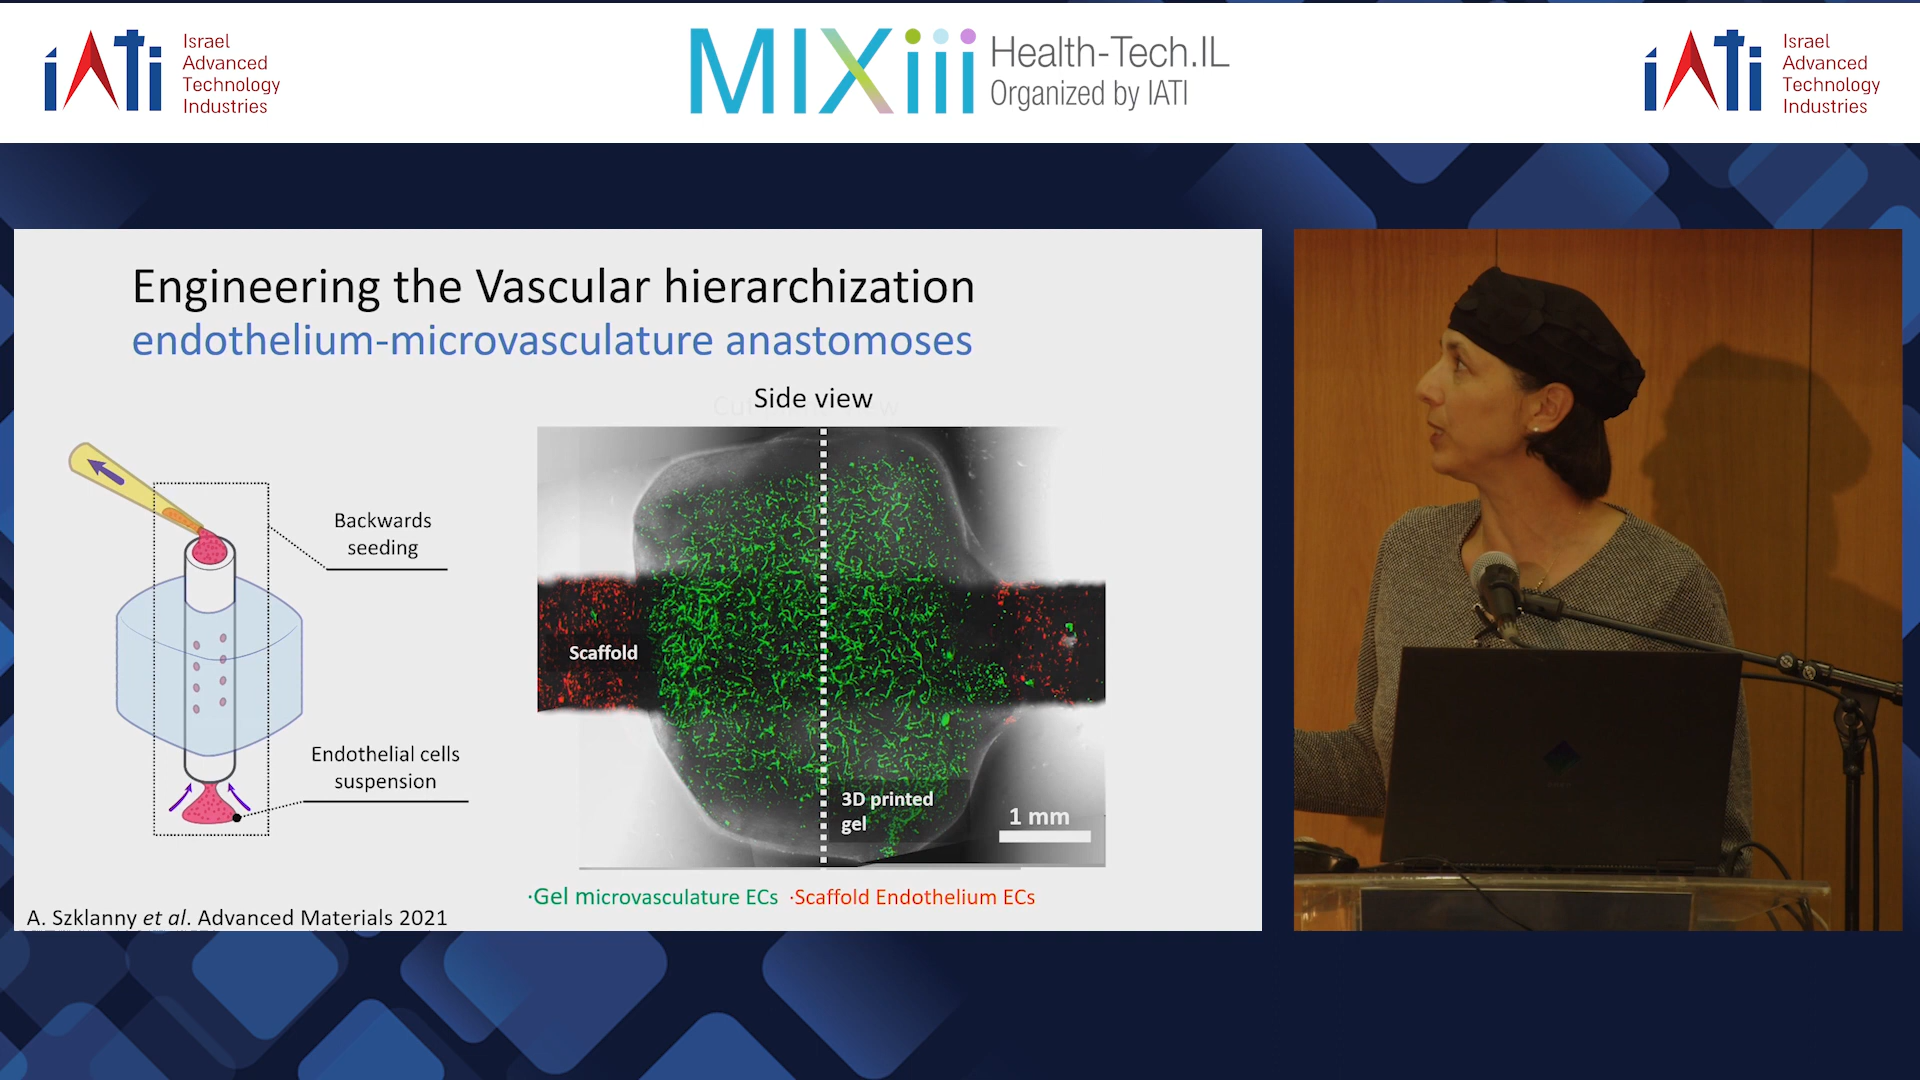 iATi
Israel
Advanced
Technology
Industries
MIXiii
Health-Tech.IL
Organized by IATI
iATi
Israel
Advanced
Technology
Industries
Engineering the Vascular hierarchization
endothelium-microvasculature anastomoses
Side view
Backwards
seeding
Scaffold
Endothelial cells
suspension
3D printed
gel
1 mm
·Gel microvasculature ECs ·Scaffold Endothelium ECs
A. Szklanny et al. Advanced Materials 2021